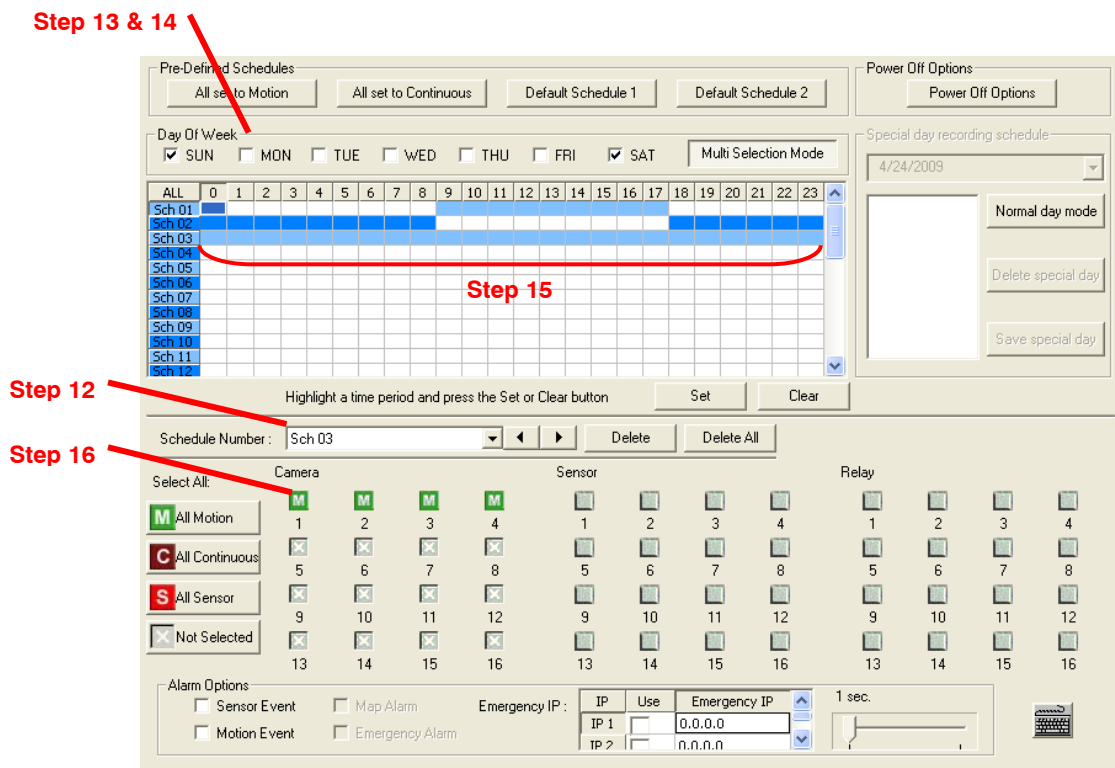 Step 13 & 14
Pre-Defined Schedules
All set to Motion
All set to Continuous
Default Schedule 1
Default Schedule 2
Power Off Options
Power Off Options
Day Of Week
SUN MON TUE WED THU FRI SAT
Multi Selection Mode
Special day recording schedule
4/24/2009
ALL 0 1 2 3 4 5 6 7 8 9 10 11 12 13 14 15 16 17 18 19 20 21 22 23
Sch 01
Sch 02
Sch 03
Sch 04
Sch 05
Sch 06
Sch 07
Sch 08
Sch 09
Sch 10
Sch 11
Sch 12
Step 15
Normal day mode
Delete special day
Save special day
Step 12
Highlight a time period and press the Set or Clear button
Set
Clear
Schedule Number :
Sch 03
Delete
Delete All
Step 16
Select All:
M All Motion
C All Continuous
S All Sensor
Not Selected
Camera
M M M M
1 2 3 4
5 6 7 8
9 10 11 12
13 14 15 16
Sensor
1 2 3 4
5 6 7 8
9 10 11 12
13 14 15 16
Relay
1 2 3 4
5 6 7 8
9 10 11 12
13 14 15 16
Alarm Options
Sensor Event
Map Alarm
Motion Event
Emergency Alarm
Emergency IP :
IP Use Emergency IP
IP 1 0.0.0.0
IP 2 0.0.0.0
1 sec.